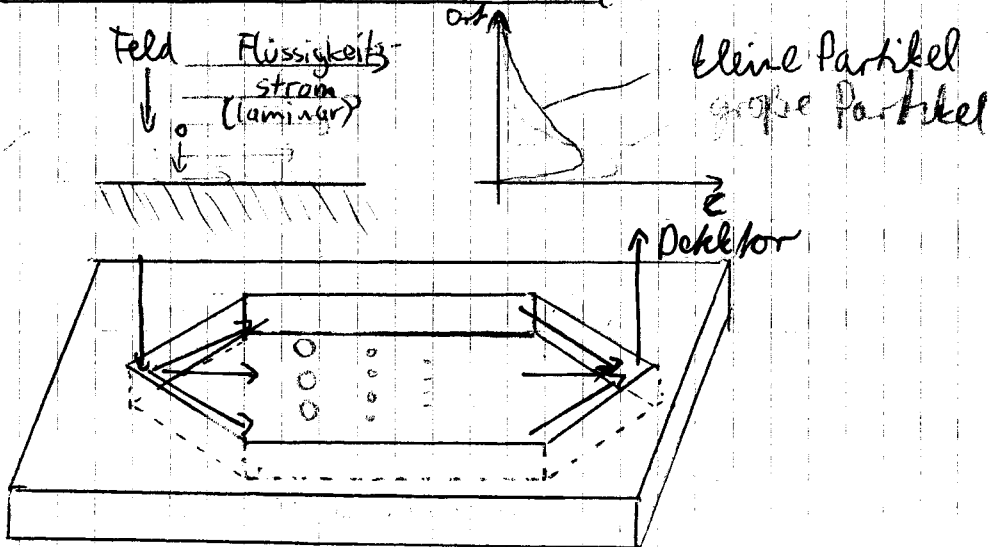 Feld
Flüssigkeits-
strom
(laminar)
Ort
kleine Partikel
große Partikel
c
Detektor